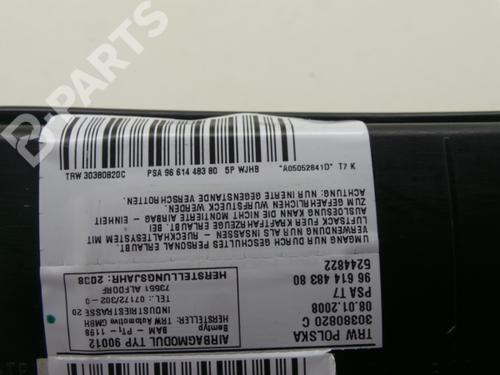 B-PARTS
TRW 30380820C
PSA 96 614 483 80 5P WJHB
"A05052841D" T7 K
UMGANG NUR DURCH GESCHULTES PERSONAL ERLAUBT.
VERWENDUNG NUR ALS INSASSEN - RUECKHALTESYSTEM MIT
LUFTSACK FUER KRAFTFAHRZEUGE ERLAUBT BEI
AUSLOESUNG KANN DIE NICHT MONTIERTE AIRBAG - EINHEIT
ZUM GEFAEHRLICHEN WURFSTUECK WERDEN.
ACHTUNG: NUR INERTE GEGENSTAENDE VERSCHROTTEN.
TRW POLSKA
30380820 C
08.01.2008
PSA T7
96 614 483 80
5244822
AIRBAGMODUL TYP 90012
Bamtyp
BAM - PT1 - 1198
HERSTELLER: TRW Automotive GMBH
INDUSTRIESTRASSE 20
TEL.: 07172/302-0
73551 ALFDORF
HERSTELLUNGSJAHR: 2008